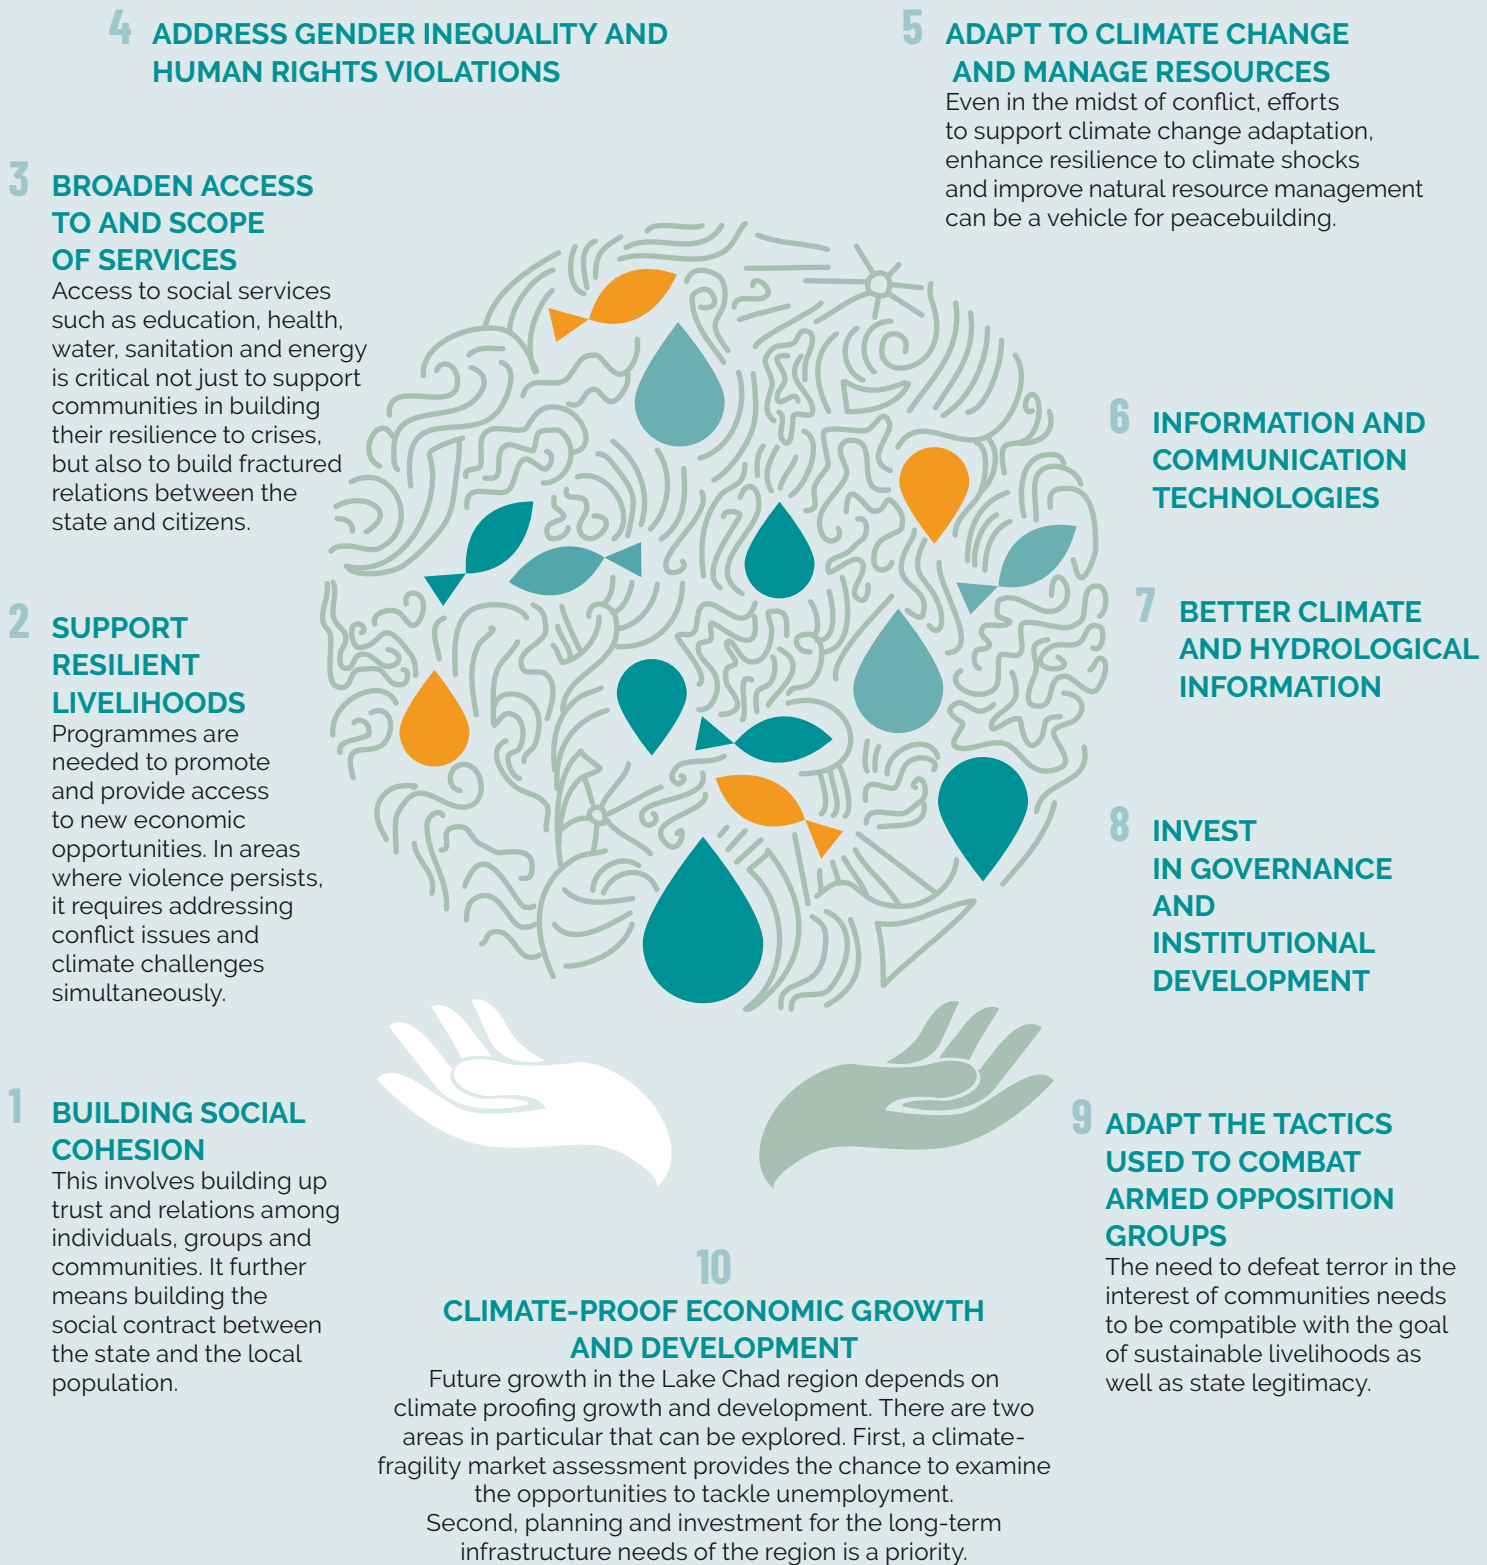 4 ADDRESS GENDER INEQUALITY AND
HUMAN RIGHTS VIOLATIONS
5 ADAPT TO CLIMATE CHANGE
AND MANAGE RESOURCES
Even in the midst of conflict, efforts
to support climate change adaptation,
enhance resilience to climate shocks
and improve natural resource management
can be a vehicle for peacebuilding.
3 BROADEN ACCESS
TO AND SCOPE
OF SERVICES
Access to social services
such as education, health,
water, sanitation and energy
is critical not just to support
communities in building
their resilience to crises,
but also to build fractured
relations between the
state and citizens.
6 INFORMATION AND
COMMUNICATION
TECHNOLOGIES
2 SUPPORT
RESILIENT
LIVELIHOODS
Programmes are
needed to promote
and provide access
to new economic
opportunities. In areas
where violence persists,
it requires addressing
conflict issues and
climate challenges
simultaneously.
7 BETTER CLIMATE
AND HYDROLOGICAL
INFORMATION
8 INVEST
IN GOVERNANCE
AND
INSTITUTIONAL
DEVELOPMENT
1 BUILDING SOCIAL
COHESION
This involves building up
trust and relations among
individuals, groups and
communities. It further
means building the
social contract between
the state and the local
population.
9 ADAPT THE TACTICS
USED TO COMBAT
ARMED OPPOSITION
GROUPS
The need to defeat terror in the
interest of communities needs
to be compatible with the goal
of sustainable livelihoods as
well as state legitimacy.
10
CLIMATE-PROOF ECONOMIC GROWTH
AND DEVELOPMENT
Future growth in the Lake Chad region depends on
climate proofing growth and development. There are two
areas in particular that can be explored. First, a climate-
fragility market assessment provides the chance to examine
the opportunities to tackle unemployment.
Second, planning and investment for the long-term
infrastructure needs of the region is a priority.